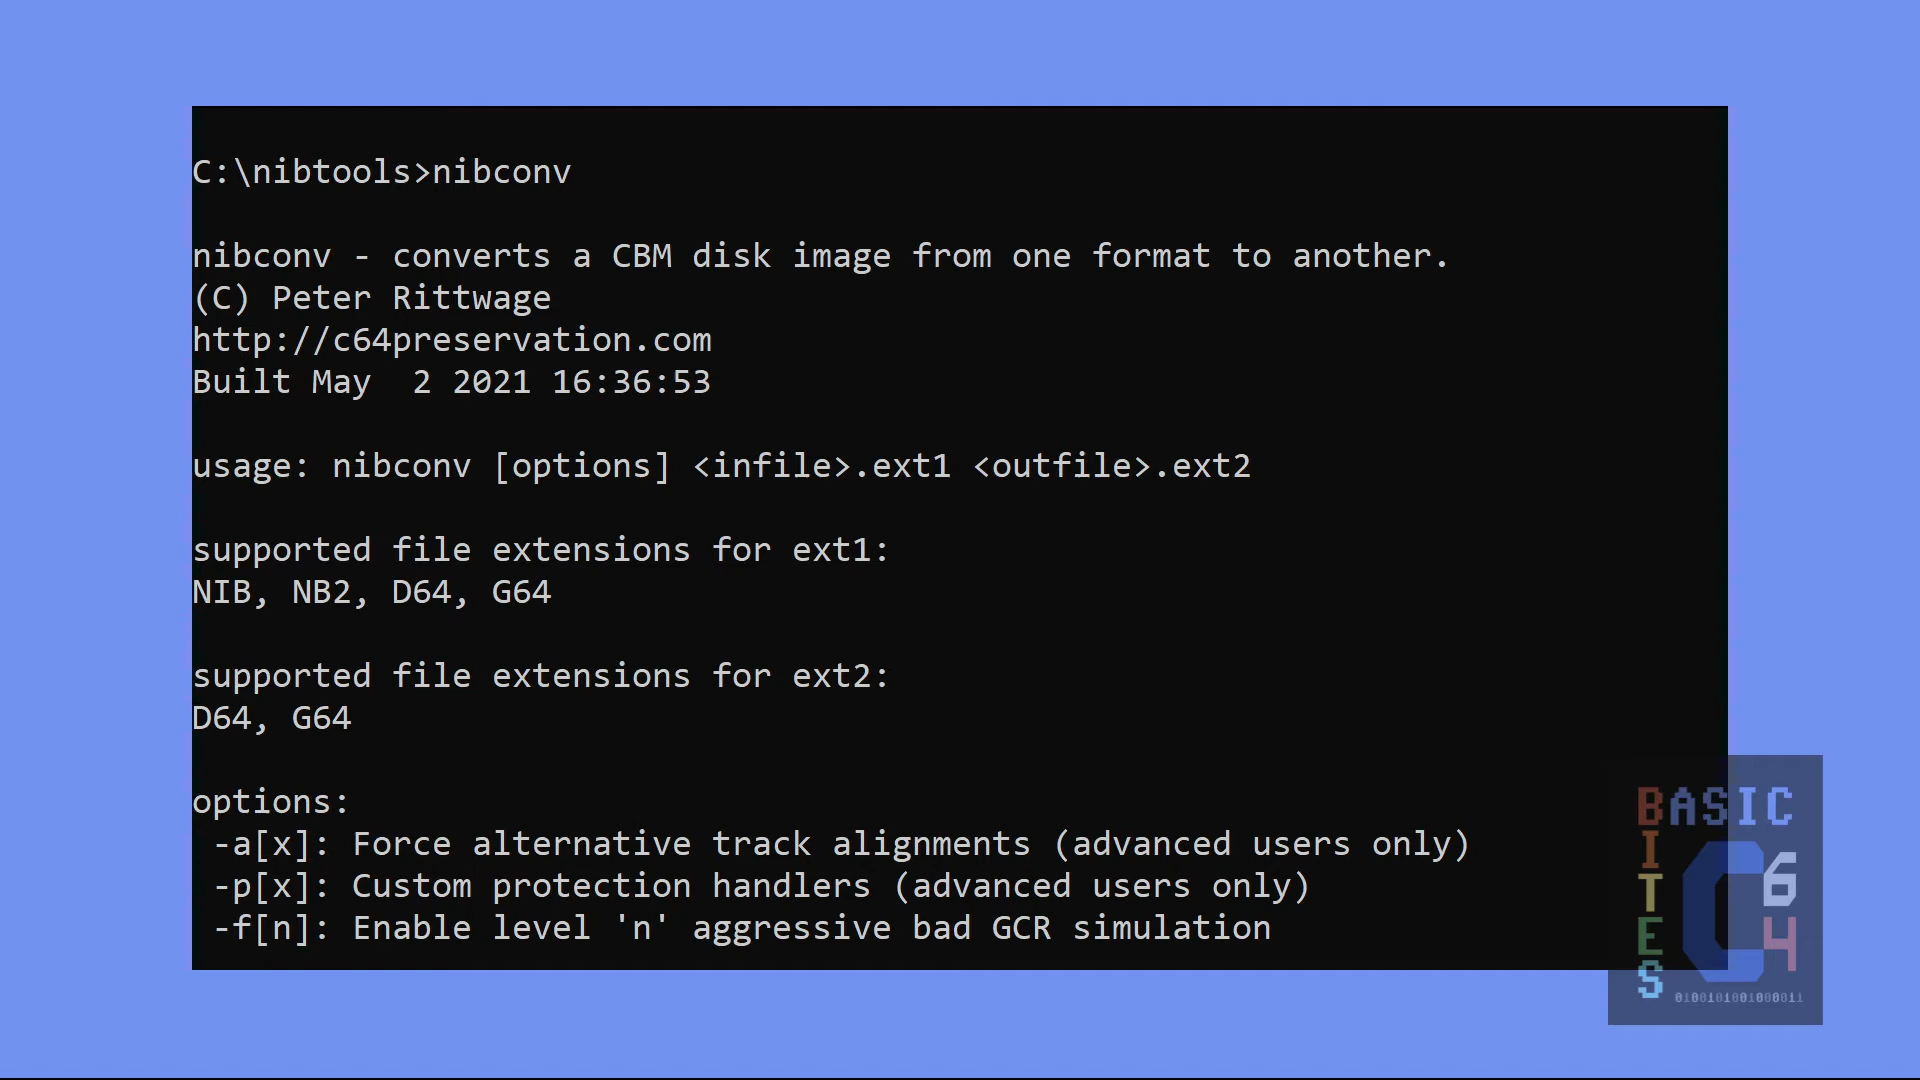 C:\nibtools>nibconv
nibconv - converts a CBM disk image from one format to another.
(C) Peter Rittwage
http://c64preservation.com
Built May  2 2021 16:36:53
usage: nibconv [options] <infile>.ext1 <outfile>.ext2
supported file extensions for ext1:
NIB, NB2, D64, G64
supported file extensions for ext2:
D64, G64
options:
-a[x]: Force alternative track alignments (advanced users only)
-p[x]: Custom protection handlers (advanced users only)
-f[n]: Enable level 'n' aggressive bad GCR simulation
BASIC
BITES
C64
0100101001000011